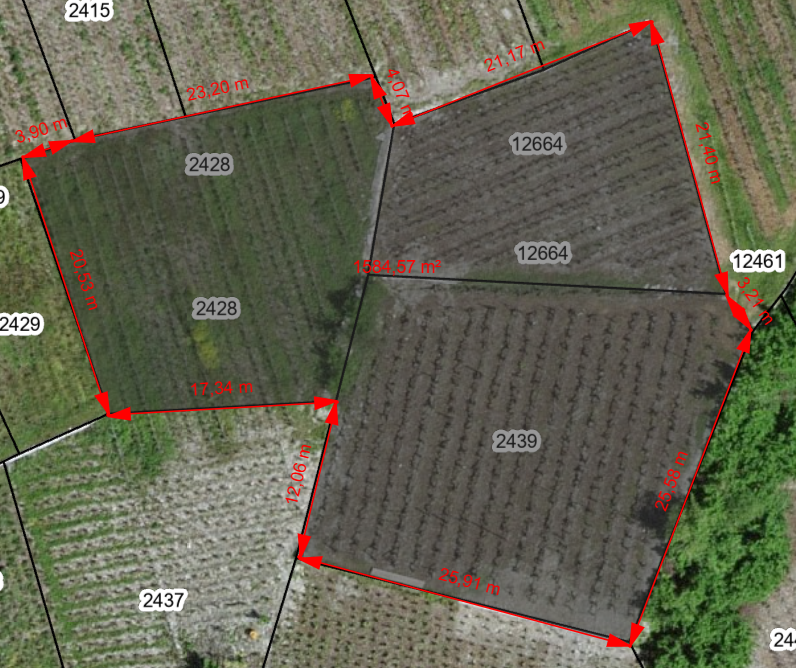 2415
23,20 m
4,07 m
21,17 m
3,90 m
2428
12664
21,40 m
12664
1564,57 m²
12461
3,21 m
20,53 m
2428
2429
17,34 m
12,06 m
2439
25,58 m
25,91 m
2437